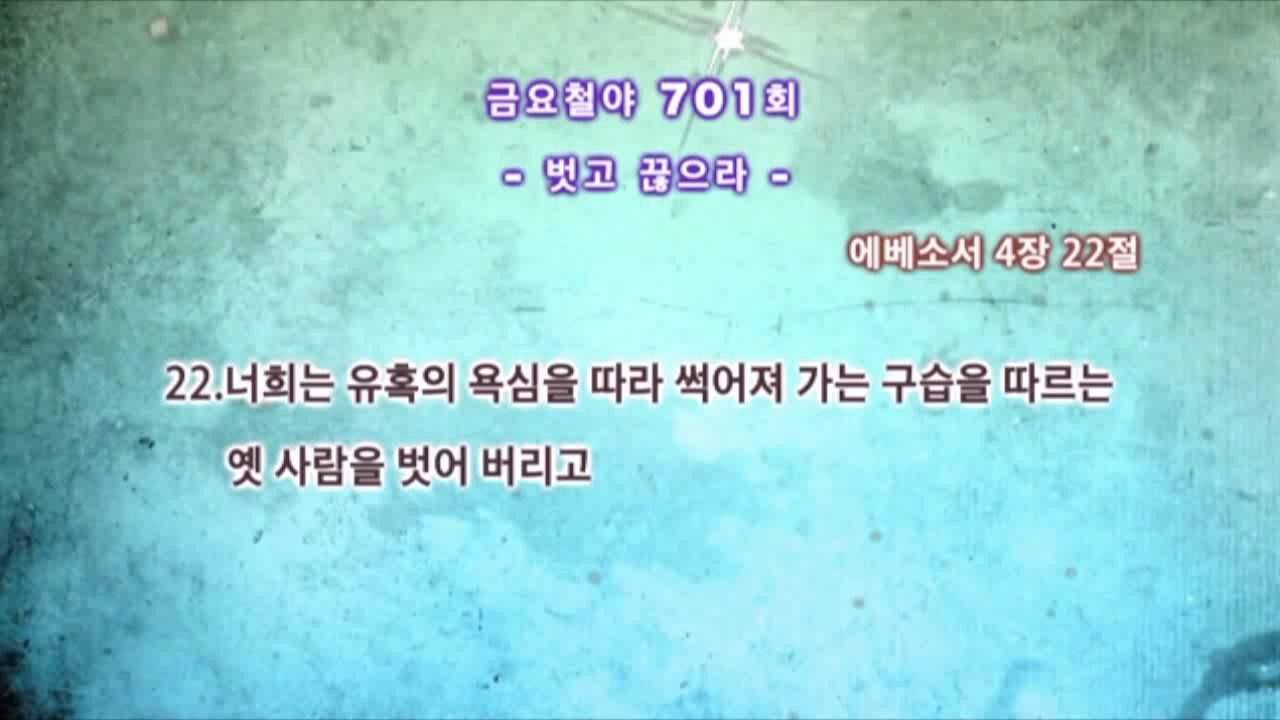 금요철야 701회
- 벗고 끊으라 -
에베소서 4장 22절
22.너희는 유혹의 욕심을 따라 썩어져 가는 구습을 따르는
옛 사람을 벗어 버리고